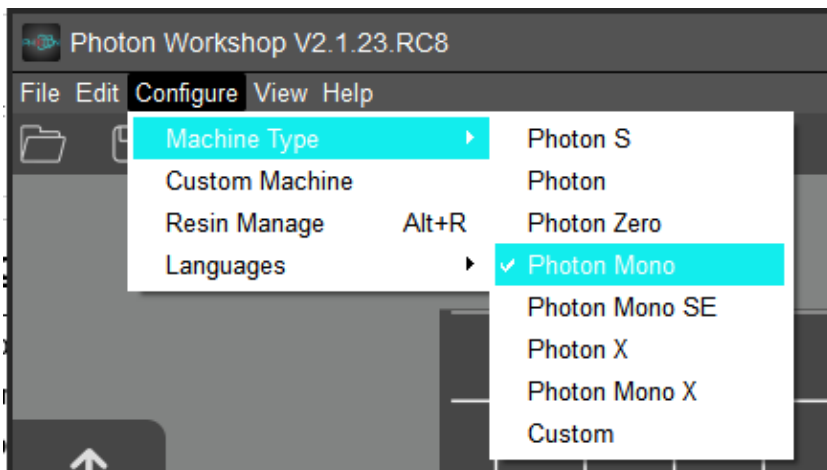 Photon Workshop V2.1.23.RC8
File Edit Configure View Help
Machine Type
Custom Machine
Resin Manage Alt+R
Languages
Photon S
Photon
Photon Zero
Photon Mono
Photon Mono SE
Photon X
Photon Mono X
Custom